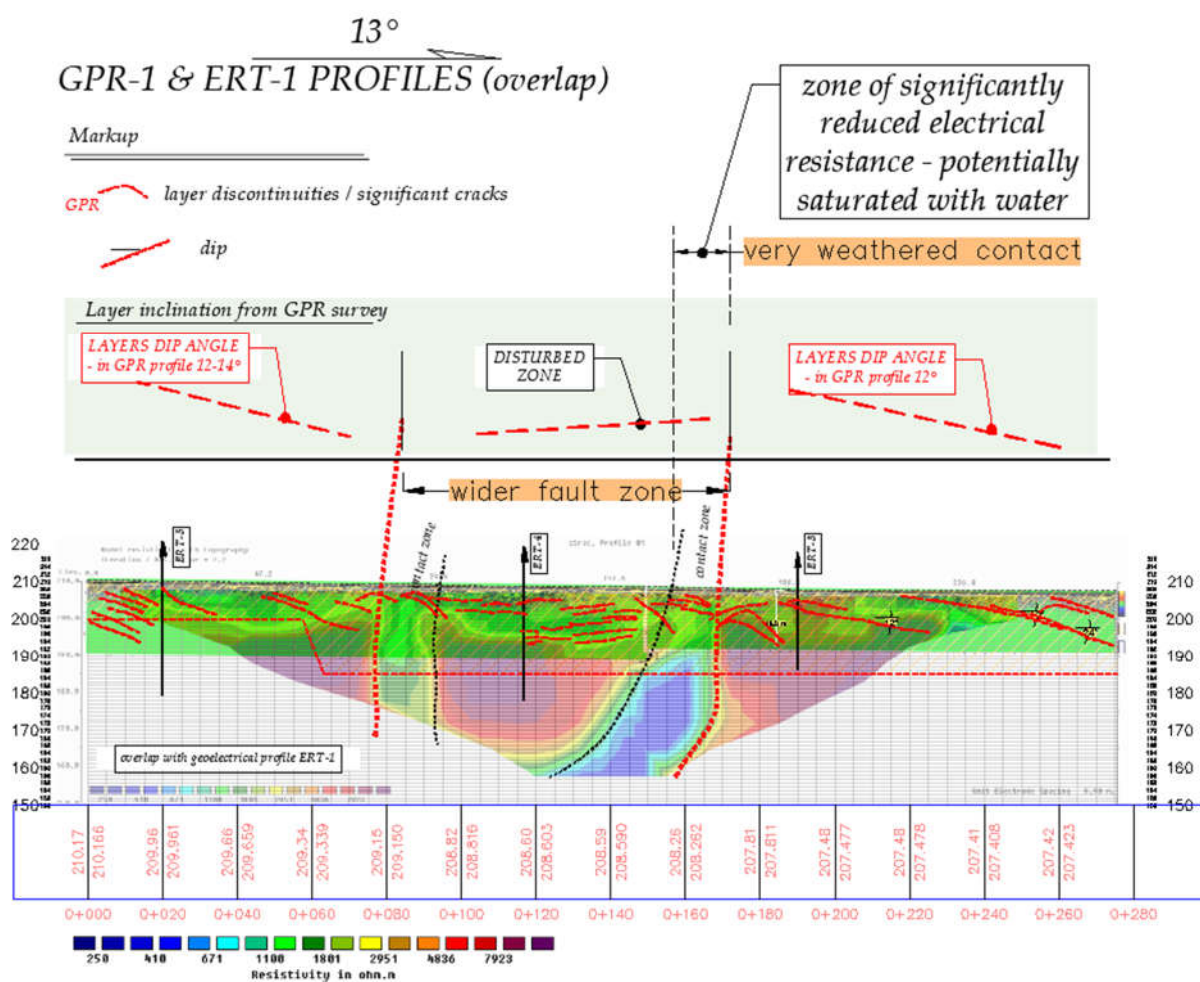 13°
GPR-1 & ERT-1 PROFILES (overlap)
Markup
GPR
layer discontinuities / significant cracks
dip
zone of significantly
reduced electrical
resistance - potentially
saturated with water
very weathered contact
Layer inclination from GPR survey
LAYERS DIP ANGLE
- in GPR profile 12-14°
DISTURBED
ZONE
LAYERS DIP ANGLE
- in GPR profile 12°
wider fault zone
contact zone
contact zone
ERT-3
ERT-4
ERT-5
220
210
200
190
180
170
160
150
210
200
190
180
170
160
150
overlap with geoelectrical profile ERT-1
210.17
210.166
209.96
209.961
209.66
209.659
209.34
209.339
209.15
209.150
208.82
208.816
208.60
208.603
208.59
208.590
208.26
208.262
207.81
207.811
207.48
207.477
207.48
207.478
207.41
207.408
207.42
207.423
0+000 0+020 0+040 0+060 0+080 0+100 0+120 0+140 0+160 0+180 0+200 0+220 0+240 0+260 0+280
250 410 671 1100 1801 2951 4836 7923
Resistivity in ohm.m